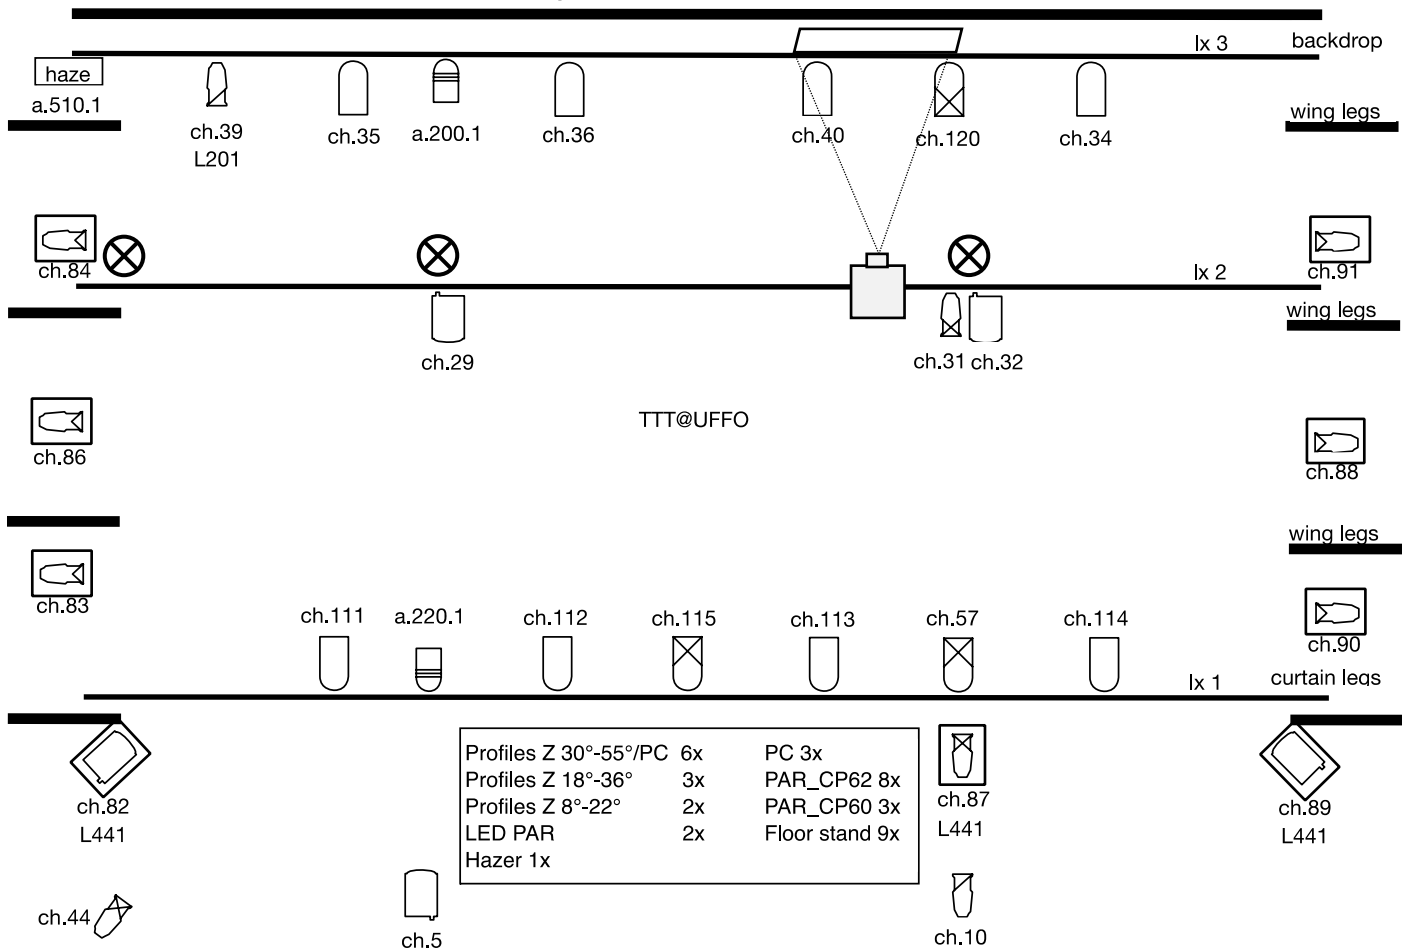 lx 3
backdrop
haze
a.510.1
wing legs
ch.39
L201
ch.35
a.200.1
ch.36
ch.40
ch.120
ch.34
ch.84
lx 2
ch.91
wing legs
ch.29
ch.31
ch.32
TTT@UFFO
ch.86
ch.88
wing legs
ch.83
ch.111
a.220.1
ch.112
ch.115
ch.113
ch.57
ch.114
ch.90
lx 1
curtain legs
Profiles Z 30°-55°/PC 6x PC 3x
Profiles Z 18°-36° 3x PAR_CP62 8x
Profiles Z 8°-22° 2x PAR_CP60 3x
LED PAR 2x Floor stand 9x
Hazer 1x
ch.82
L441
ch.87
L441
ch.89
L441
ch.44
ch.5
ch.10